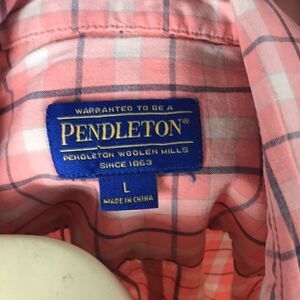 WARRANTED TO BE A
PENDLETON®
PENDLETON WOOLEN MILLS
SINCE 1863
L
MADE IN CHINA